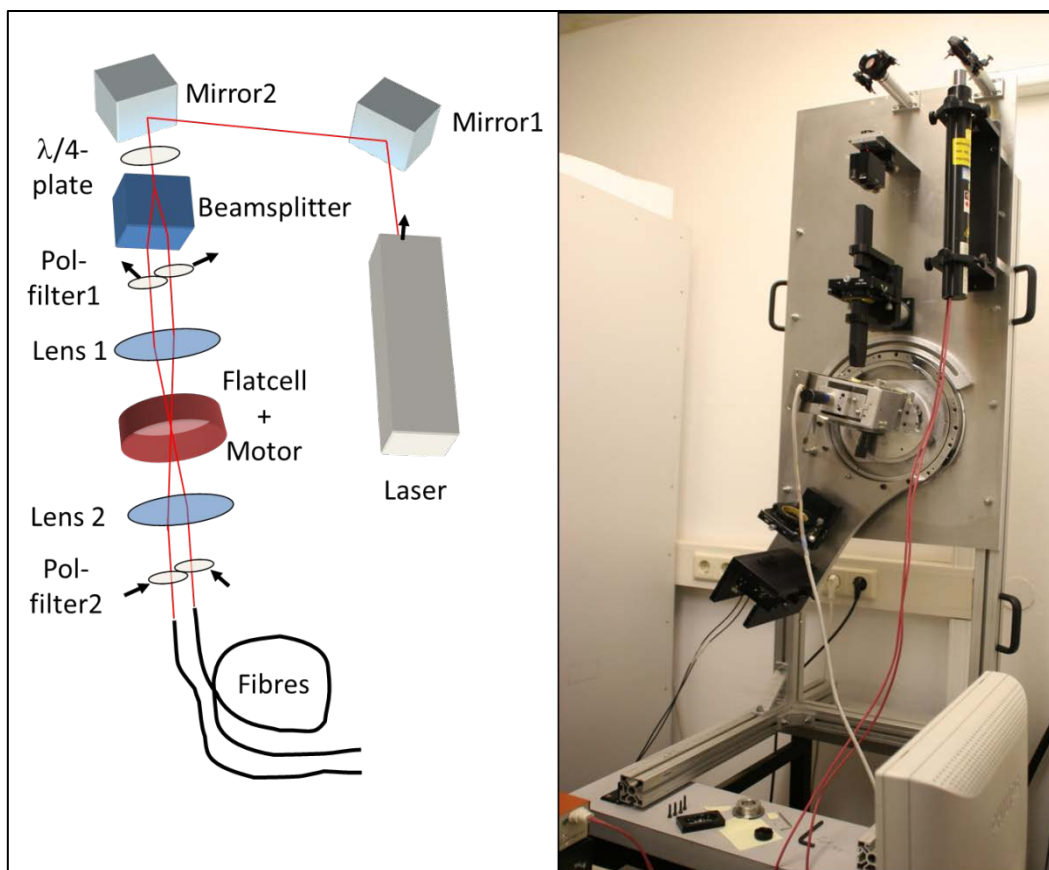 Mirror2
Mirror1
λ/4-
plate
Beamsplitter
Pol-
filter1
Lens 1
Flatcell
+
Motor
Laser
Lens 2
Pol-
filter2
Fibres